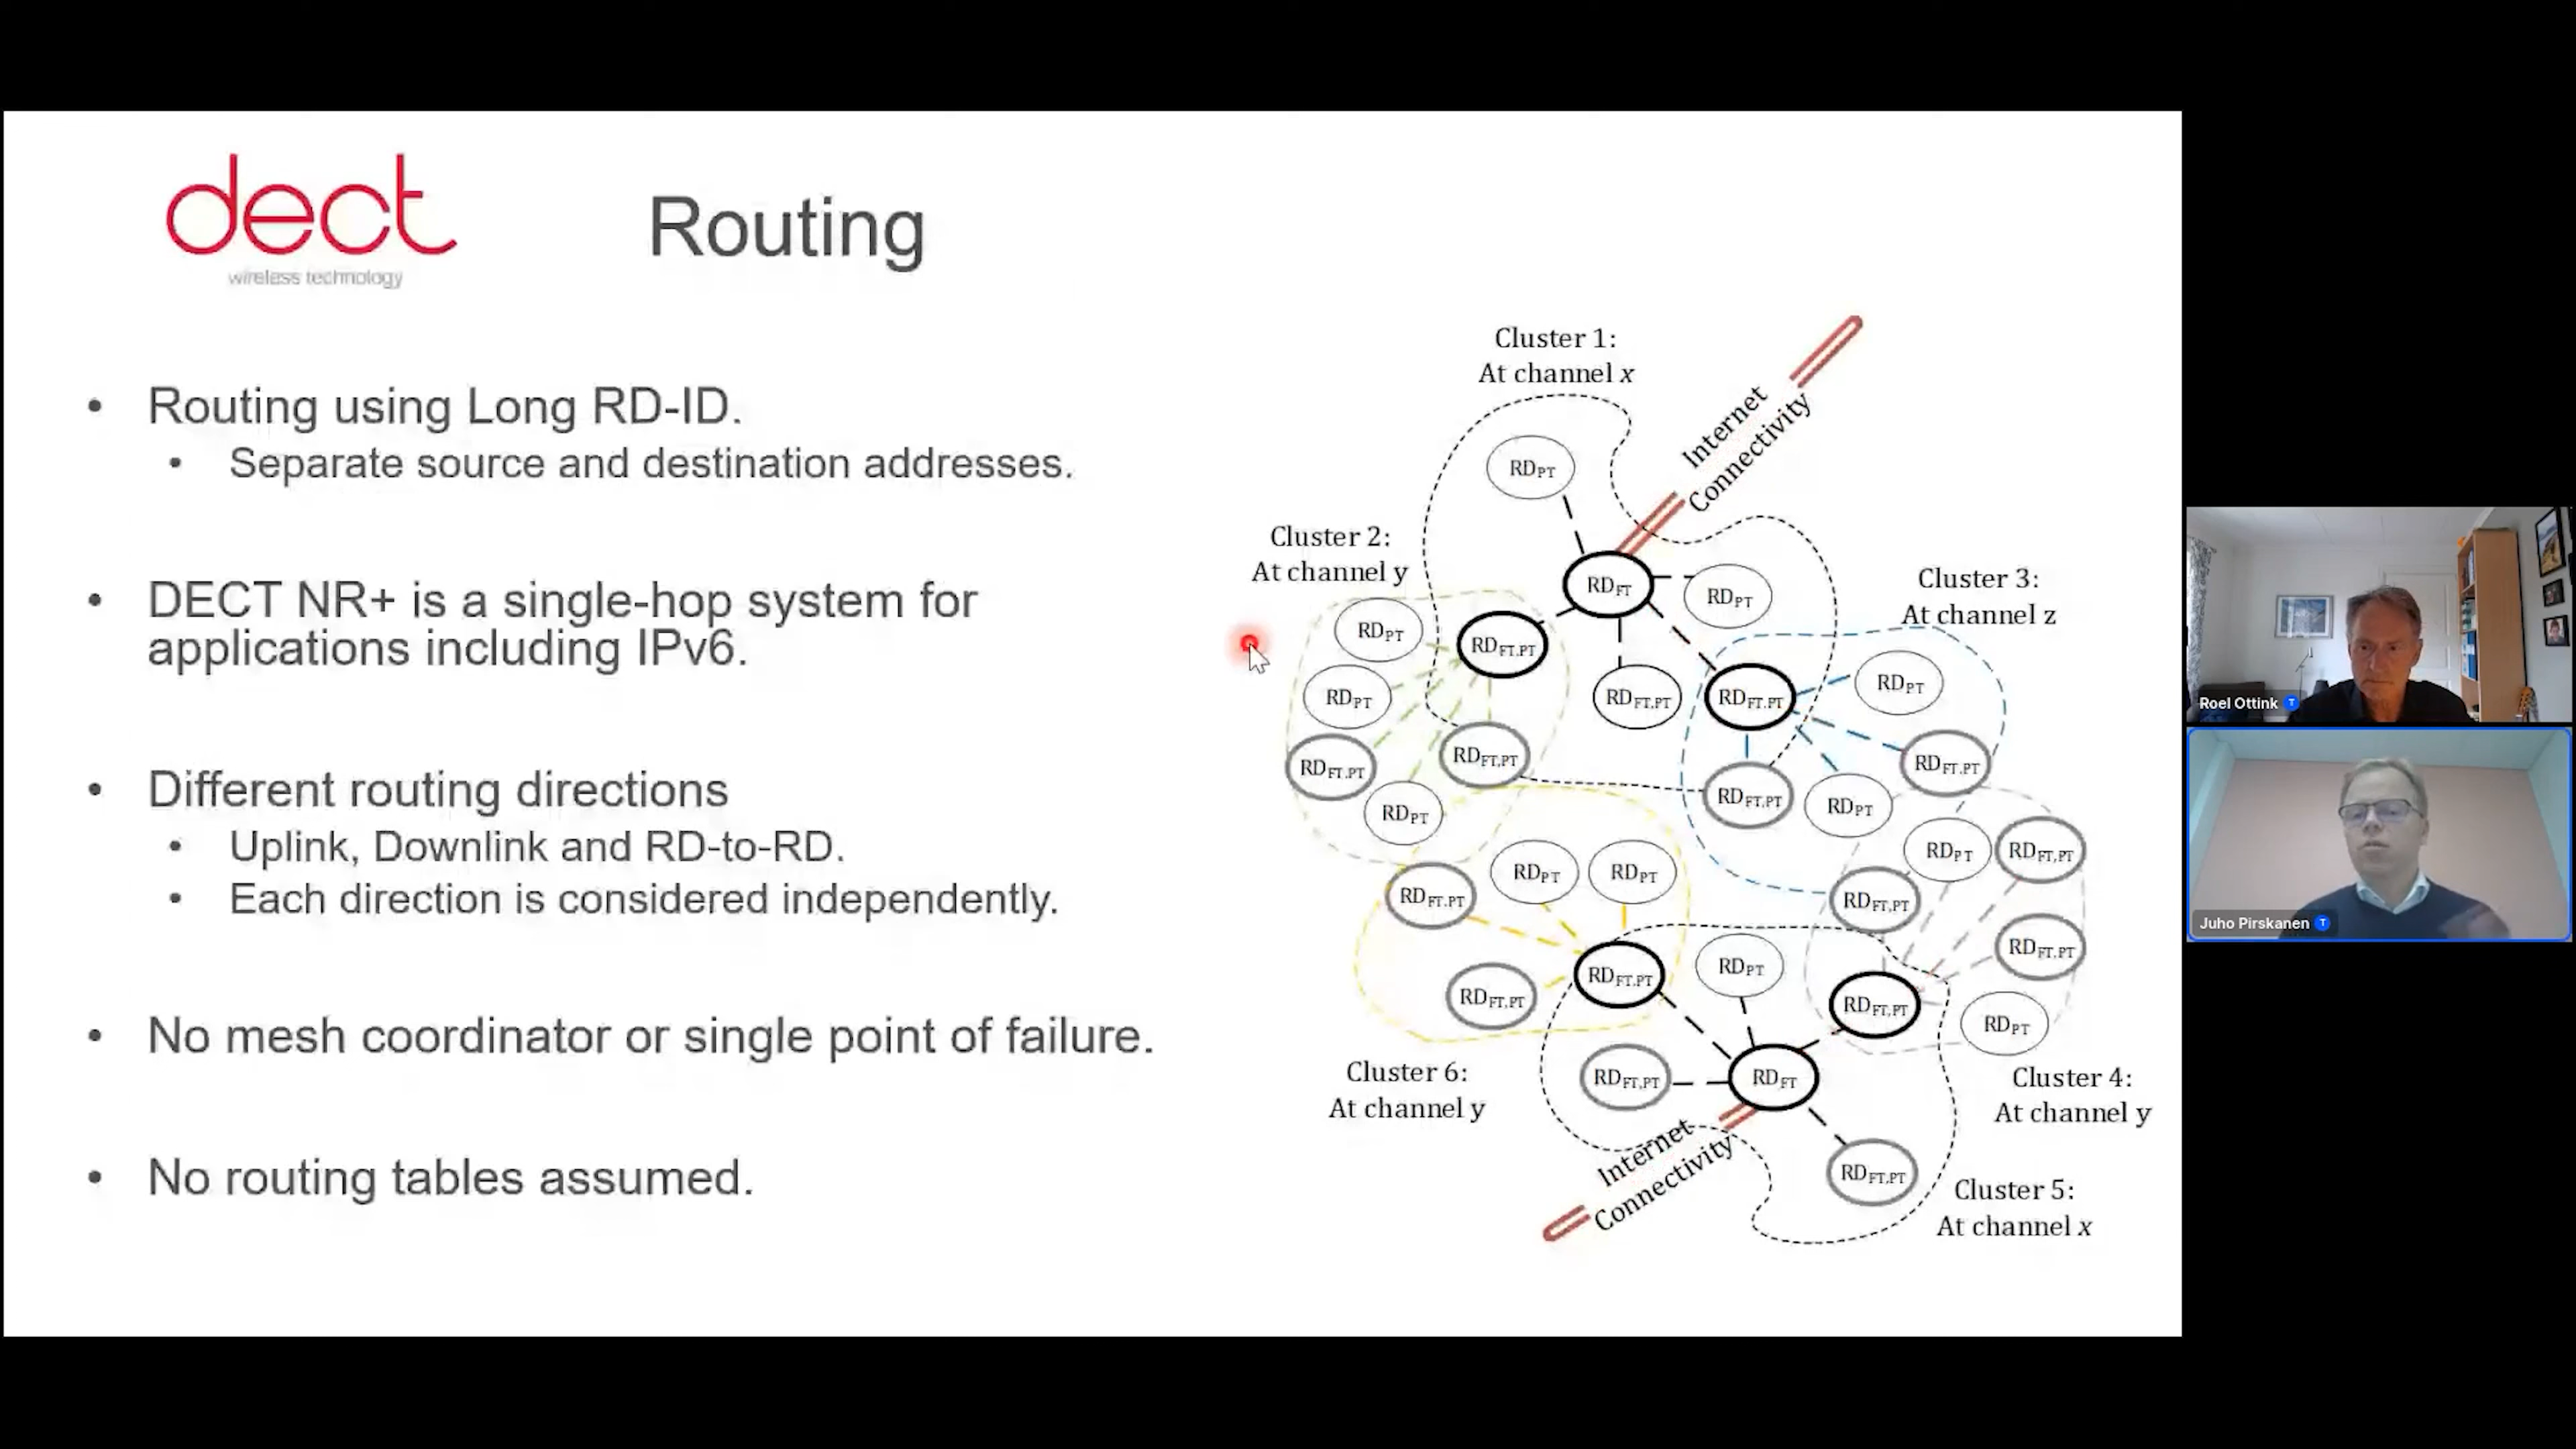 dect
wireless technology
Routing
• Routing using Long RD-ID.
• Separate source and destination addresses.
• DECT NR+ is a single-hop system for
applications including IPv6.
• Different routing directions
• Uplink, Downlink and RD-to-RD.
• Each direction is considered independently.
• No mesh coordinator or single point of failure.
• No routing tables assumed.
Cluster 1:
At channel x
Internet
Connectivity
RDPT
Cluster 2:
At channel y
RDFT
RDPT
Cluster 3:
At channel z
RDPT
RDFT,PT
RDPT
RDFT,PT
RDFT,PT
RDPT
RDFT,PT
RDFT,PT
RDPT
RDFT,PT
RDPT
RDFT,PT
RDFT,PT
RDPT
RDPT
RDPT
RDFT,PT
RDFT,PT
RDFT,PT
RDFT,PT
RDPT
RDFT,PT
RDFT,PT
RDFT,PT
RDPT
Cluster 6:
At channel y
RDFT,PT
RDFT
Cluster 4:
At channel y
Internet
Connectivity
RDFT,PT
Cluster 5:
At channel x
Roel Ottink T
Juho Pirskanen T